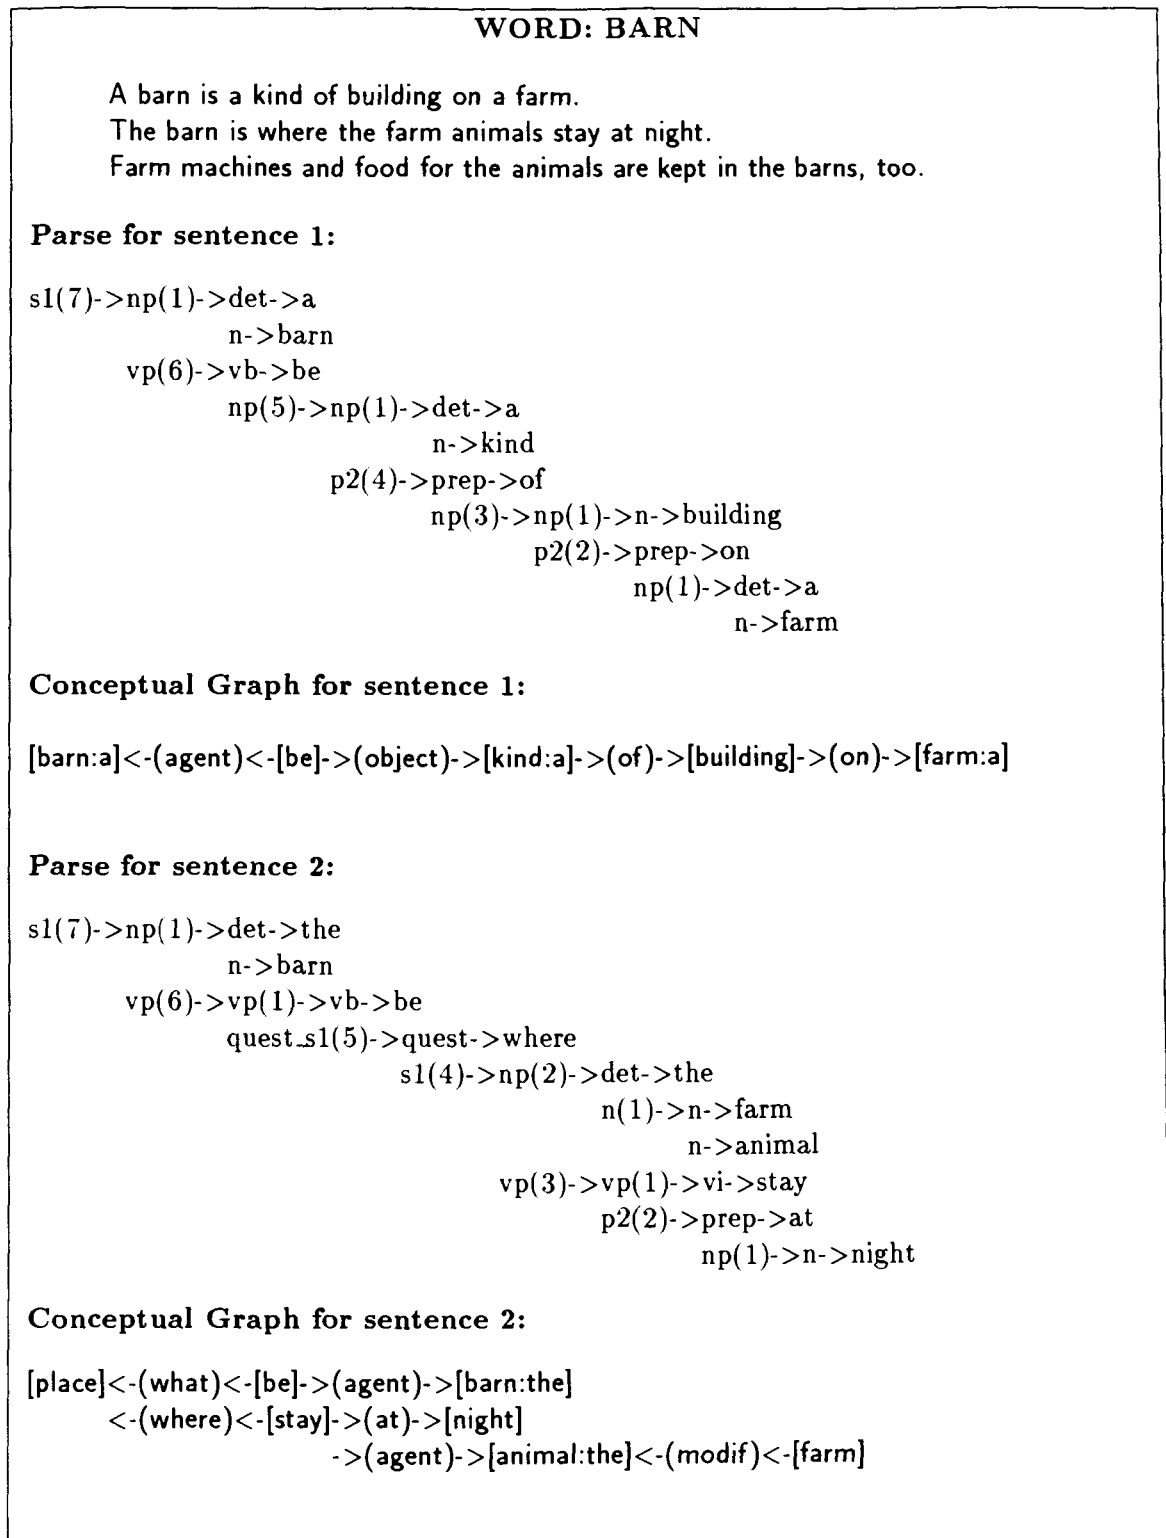 WORD: BARN
A barn is a kind of building on a farm.
The barn is where the farm animals stay at night.
Farm machines and food for the animals are kept in the barns, too.
Parse for sentence 1:
s1(7)->np(1)->det->a
n->barn
vp(6)->vb->be
np(5)->np(1)->det->a
n->kind
p2(4)->prep->of
np(3)->np(1)->n->building
p2(2)->prep->on
np(1)->det->a
n->farm
Conceptual Graph for sentence 1:
[barn:a]<-(agent)<-[be]->(object)->[kind:a]->(of)->[building]->(on)->[farm:a]
Parse for sentence 2:
s1(7)->np(1)->det->the
n->barn
vp(6)->vp(1)->vb->be
quest_s1(5)->quest->where
s1(4)->np(2)->det->the
n(1)->n->farm
n->animal
vp(3)->vp(1)->vi->stay
p2(2)->prep->at
np(1)->n->night
Conceptual Graph for sentence 2:
[place]<-(what)<-[be]->(agent)->[barn:the]
<-(where)<-[stay]->(at)->[night]
->(agent)->[animal:the]<-(modif)<-[farm]